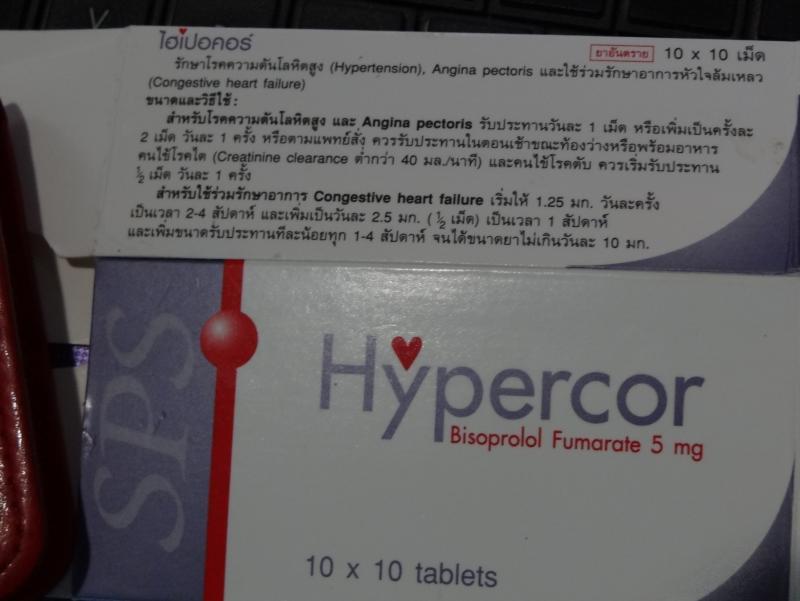 ไฮเปอคอร์
ยาอันตราย 10 x 10 เม็ด
รักษาโรคความดันโลหิตสูง (Hypertension), Angina pectoris และใช้ร่วมรักษาอาการหัวใจล้มเหลว
(Congestive heart failure)
ขนาดและวิธีใช้ :
สำหรับโรคความดันโลหิตสูง และ Angina pectoris รับประทานวันละ 1 เม็ด หรือเพิ่มเป็นครั้งละ
2 เม็ด วันละ 1 ครั้ง หรือตามแพทย์สั่ง ควรรับประทานในตอนเช้าขณะท้องว่างหรือพร้อมอาหาร
คนไข้โรคไต (Creatinine clearance ต่ำกว่า 40 มล./นาที) และคนไข้โรคตับ ควรเริ่มรับประทาน
½ เม็ด วันละ 1 ครั้ง
สำหรับใช้ร่วมรักษาอาการ Congestive heart failure เริ่มให้ 1.25 มก. วันละครั้ง
เป็นเวลา 2-4 สัปดาห์ และเพิ่มเป็นวันละ 2.5 มก. (½ เม็ด) เป็นเวลา 1 สัปดาห์
และเพิ่มขนาดรับประทานทีละน้อยทุก 1-4 สัปดาห์ จนได้ขนาดยาไม่เกินวันละ 10 มก.
SPS
Hypercor
Bisoprolol Fumarate 5 mg
10 x 10 tablets